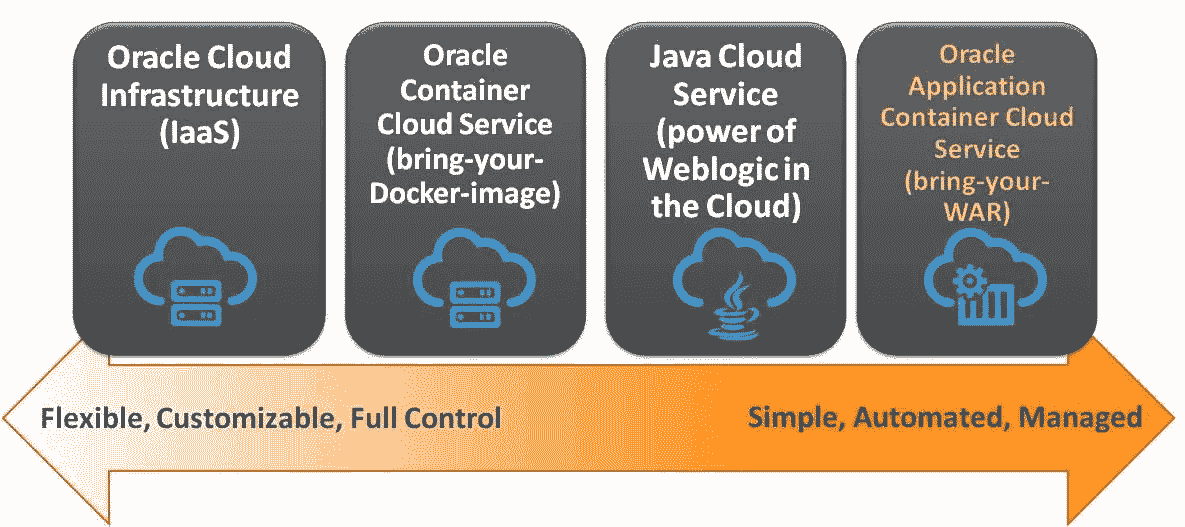 Oracle Cloud
Infrastructure
(IaaS)
Oracle
Container
Cloud Service
(bring-your-
Docker-image)
Java Cloud
Service
(power of
Weblogic in
the Cloud)
Oracle
Application
Container Cloud
Service
(bring-your-
WAR)
Flexible, Customizable, Full Control
Simple, Automated, Managed